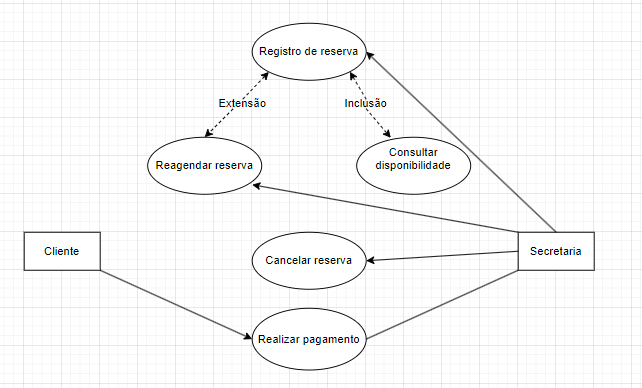 Registro de reserva
Extensão
Inclusão
Reagendar reserva
Consultar
disponibilidade
Cliente
Cancelar reserva
Secretaria
Realizar pagamento